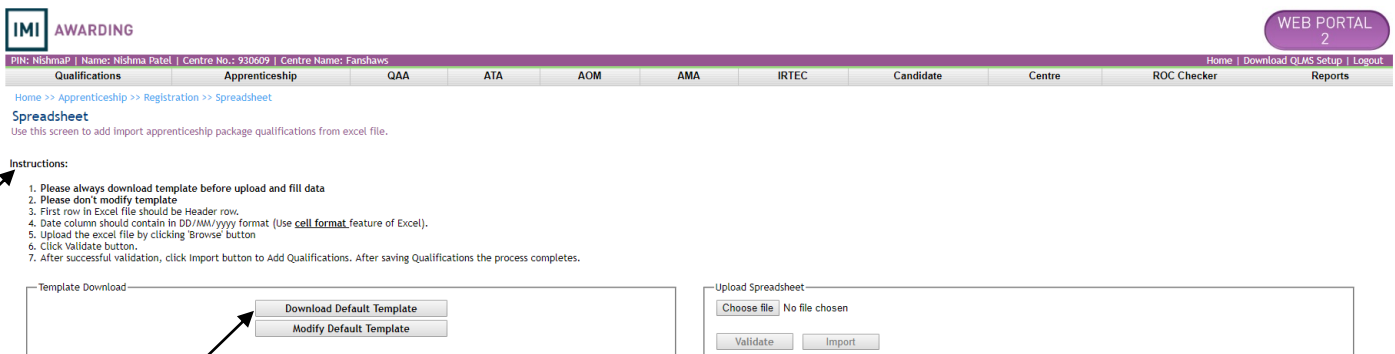 IMI AWARDING
WEB PORTAL
2
PIN: NishmaP | Name: Nishma Patel | Centre No.: 930609 | Centre Name: Fanshaws
Home | Download QLMS Setup | Logout
Qualifications Apprenticeship QAA ATA AOM AMA IRTEC Candidate Centre ROC Checker Reports
Home >> Apprenticeship >> Registration >> Spreadsheet
Spreadsheet
Use this screen to add import apprenticeship package qualifications from excel file.
Instructions:
1. Please always download template before upload and fill data
2. Please don't modify template
3. First row in Excel file should be Header row.
4. Date column should contain in DD/MM/yyyy format (Use cell format feature of Excel).
5. Upload the excel file by clicking 'Browse' button
6. Click Validate button.
7. After successful validation, click Import button to Add Qualifications. After saving Qualifications the process completes.
Template Download
Download Default Template
Modify Default Template
Upload Spreadsheet
Choose file No file chosen
Validate Import